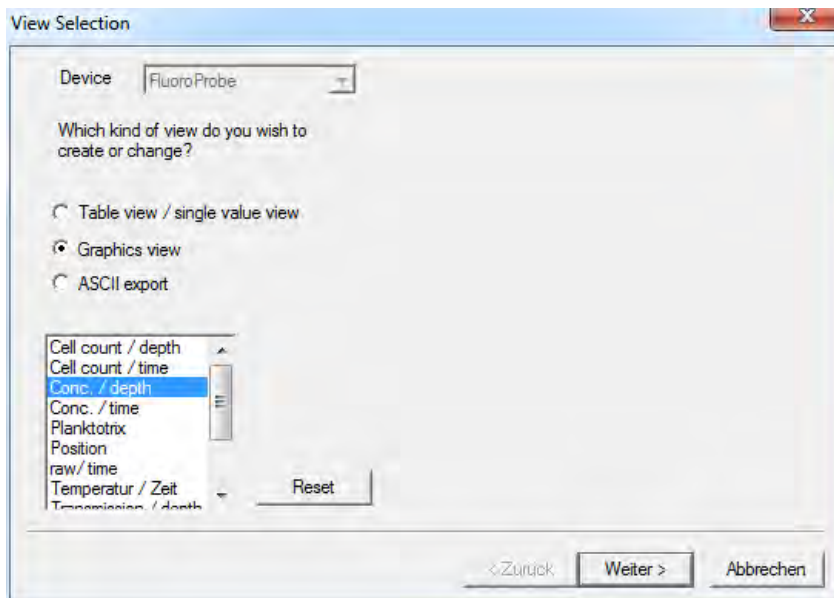 View Selection
Device FluoroProbe
Which kind of view do you wish to
create or change?
Table view / single value view
Graphics view
ASCII export
Cell count / depth
Cell count / time
Conc. / depth
Conc. / time
Planktotrix
Position
raw/ time
Temperatur / Zeit
Transmission / depth
Reset
< Zurück
Weiter >
Abbrechen